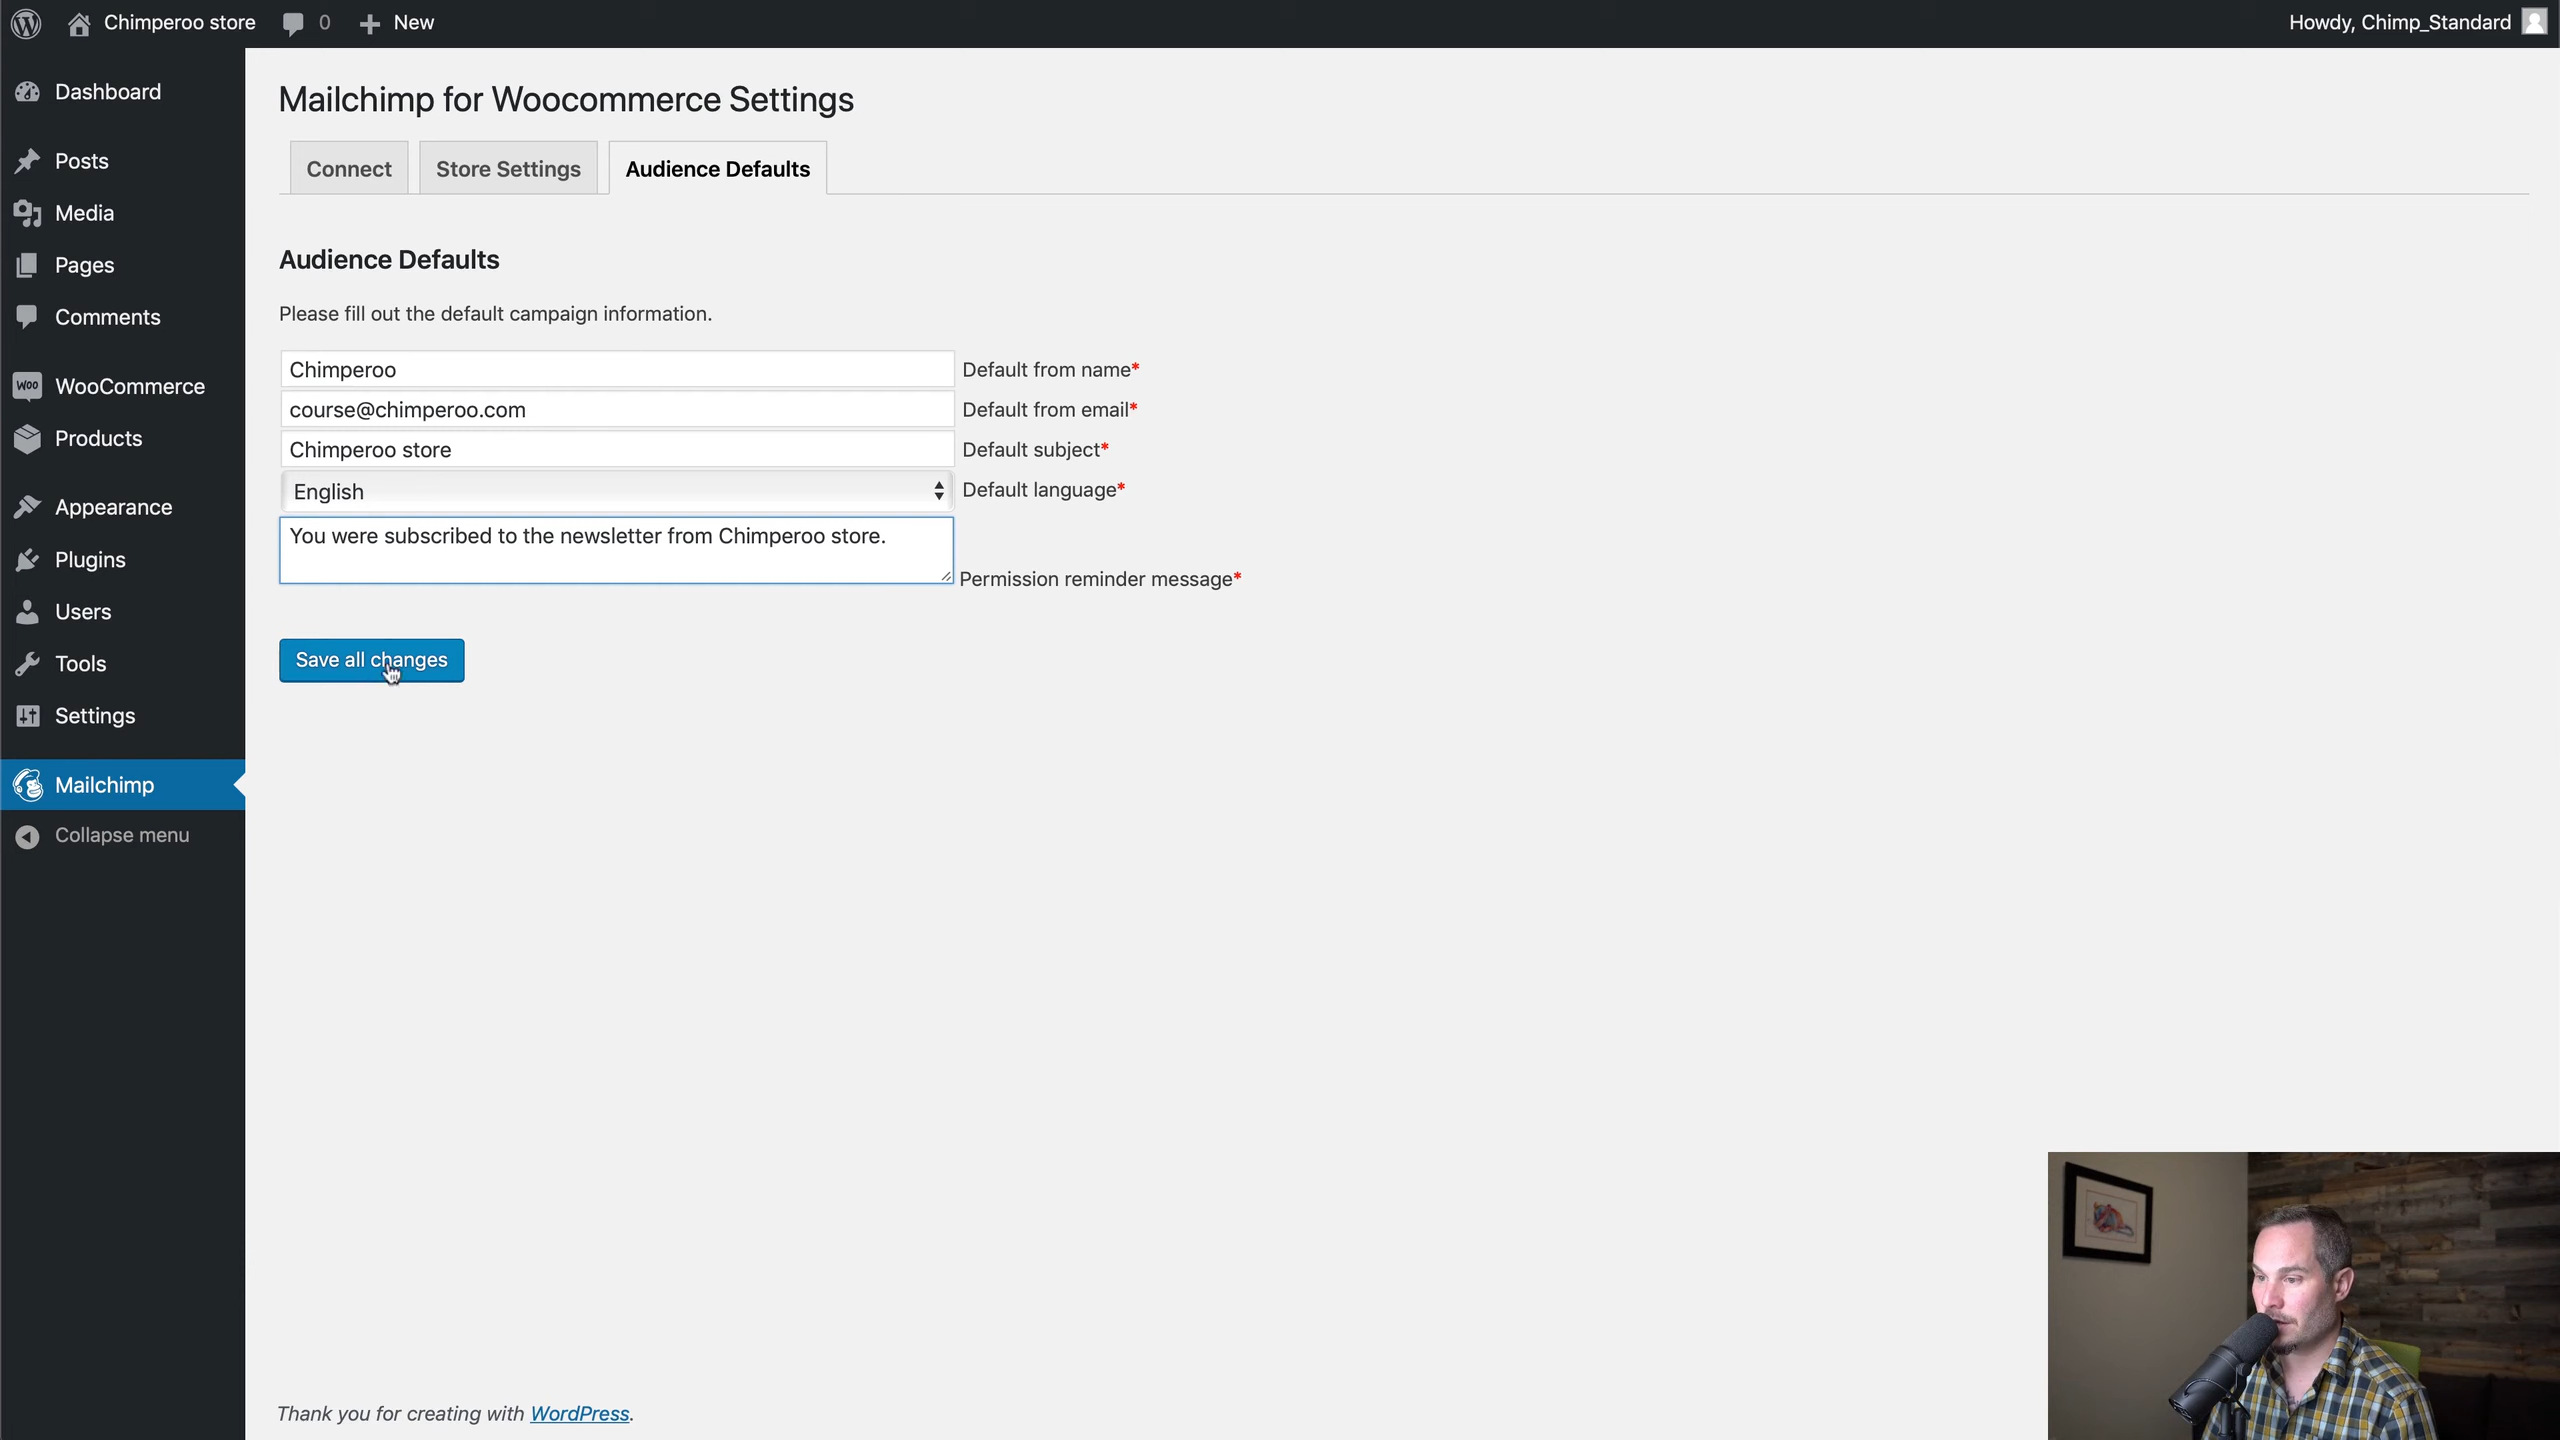 Chimperoo store
0
New
Howdy, Chimp_Standard
Dashboard
Posts
Media
Pages
Comments
Woo
WooCommerce
Products
Appearance
Plugins
Users
Tools
Settings
Mailchimp
Collapse menu
Mailchimp for Woocommerce Settings
Connect
Store Settings
Audience Defaults
Audience Defaults
Please fill out the default campaign information.
Chimperoo
Default from name*
course@chimperoo.com
Default from email*
Chimperoo store
Default subject*
English
Default language*
You were subscribed to the newsletter from Chimperoo store.
Permission reminder message*
Save all changes
Thank you for creating with WordPress.